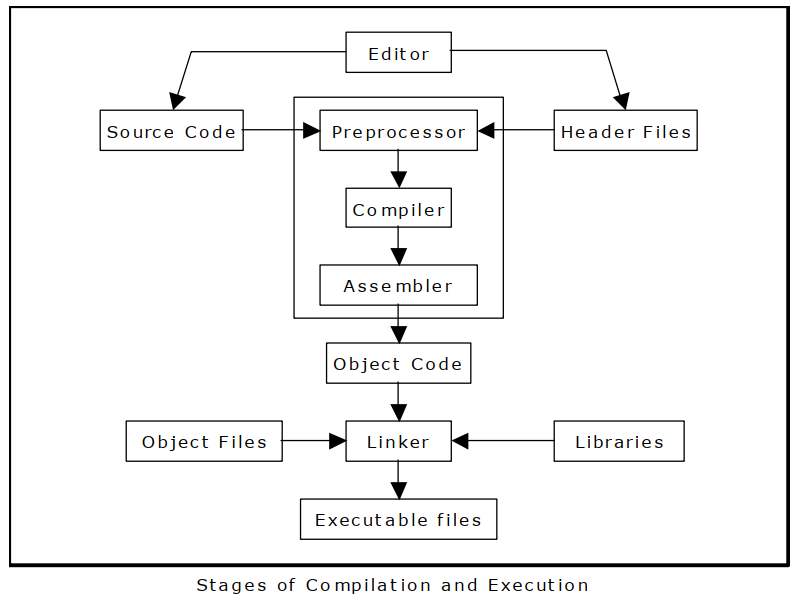 Editor
Source Code
Preprocessor
Header Files
Compiler
Assembler
Object Code
Object Files
Linker
Libraries
Executable files
Stages of Compilation and Execution